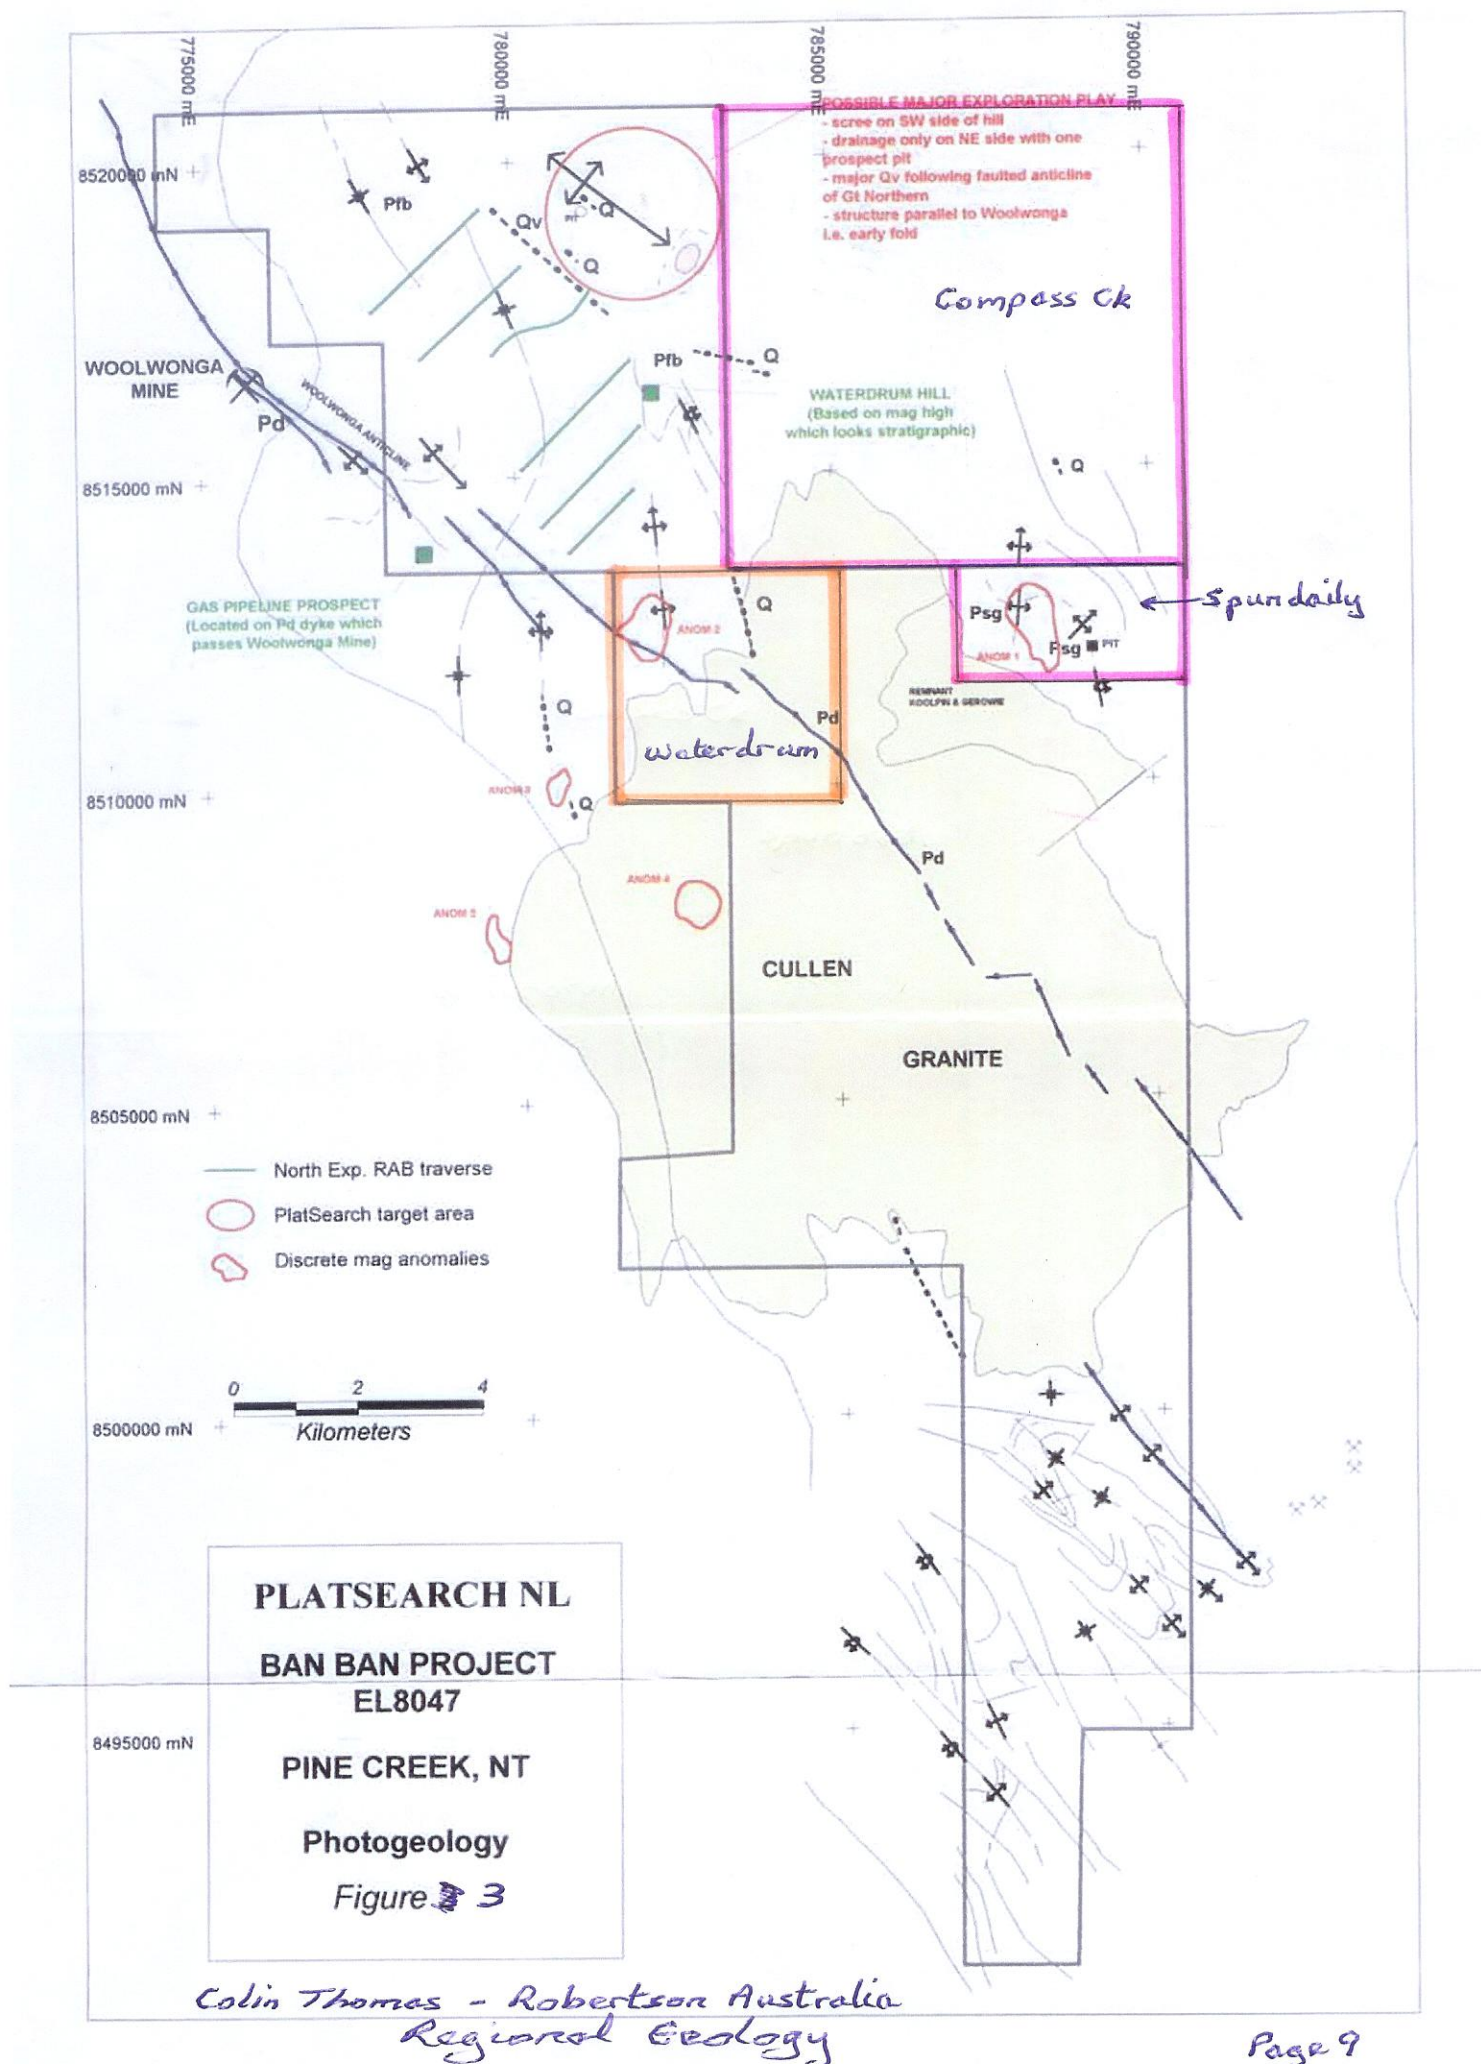 775000 mE
780000 mE
785000 mE
790000 mE
POSSIBLE MAJOR EXPLORATION PLAY
- scree on SW side of hill
- drainage only on NE side with one
prospect pit
- major Qv following faulted anticline
of Gt Northern
- structure parallel to Woolwonga
i.e. early fold
8520000 mN
Pfb
Qv
Q
PIT
Q
Compass Ck
WOOLWONGA
MINE
Pfb
Q
WOOLWONGA ANTICLINE
WATERDRUM HILL
(Based on mag high
which looks stratigraphic)
Pd
Q
8515000 mN
GAS PIPELINE PROSPECT
(Located on Pd dyke which
passes Woolwonga Mine)
Q
ANOM 2
Psg
Spundaily
ANOM 1
Psg
PIT
REMNANT
KOOLPIN & GEROWIE
Q
Pd
Waterdrum
ANOM 3
Q
8510000 mN
Pd
ANOM 4
ANOM 5
CULLEN
GRANITE
8505000 mN
North Exp. RAB traverse
PlatSearch target area
Discrete mag anomalies
0 2 4
Kilometers
8500000 mN
PLATSEARCH NL
BAN BAN PROJECT
EL8047
8495000 mN
PINE CREEK, NT
Photogeology
Figure 3
Colin Thomas - Robertson Australia
Regional Geology
Page 9